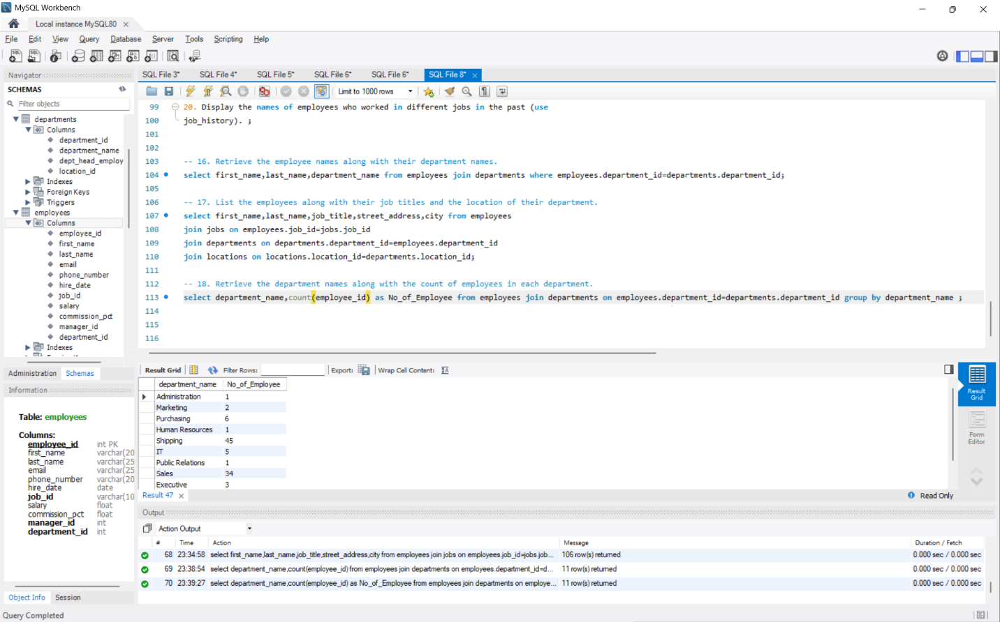 MySQL Workbench
Local instance MySQL80
File Edit View Query Database Server Tools Scripting Help
Navigator
SCHEMAS
Filter objects
departments
Columns
department_id
department_name
dept_head_employ
location_id
Indexes
Foreign Keys
Triggers
employees
Columns
employee_id
first_name
last_name
email
phone_number
hire_date
job_id
salary
commission_pct
manager_id
department_id
Indexes
Administration Schemas
Information
Table: employees
Columns:
employee_id int PK
first_name varchar(20
last_name varchar(25
email varchar(25
phone_number varchar(20
hire_date date
job_id varchar(10
salary float
commission_pct float
manager_id int
department_id int
Object Info Session
Query Completed
SQL File 3* SQL File 4* SQL File 5* SQL File 6* SQL File 6* SQL File 8*
Limit to 1000 rows
99 20. Display the names of employees who worked in different jobs in the past (use
100 job_history). ;
101
102
103 -- 16. Retrieve the employee names along with their department names.
104 select first_name,last_name,department_name from employees join departments where employees.department_id=departments.department_id;
105
106 -- 17. List the employees along with their job titles and the location of their department.
107 select first_name,last_name,job_title,street_address,city from employees
108 join jobs on employees.job_id=jobs.job_id
109 join departments on departments.department_id=employees.department_id
110 join locations on locations.location_id=departments.location_id;
111
112 -- 18. Retrieve the department names along with the count of employees in each department.
113 select department_name,count(employee_id) as No_of_Employee from employees join departments on employees.department_id=departments.department_id group by department_name ;
114
115
116
Result Grid Filter Rows: Export: Wrap Cell Content:
department_name No_of_Employee
Administration 1
Marketing 2
Purchasing 6
Human Resources 1
Shipping 45
IT 5
Public Relations 1
Sales 34
Executive 3
Result Grid
Form Editor
Result 47
Read Only
Output
Action Output
# Time Action Message Duration / Fetch
68 23:34:58 select first_name,last_name,job_title,street_address,city from employees join jobs on employees.job_id=jobs.job... 106 row(s) returned 0.000 sec / 0.000 sec
69 23:38:54 select department_name,count(employee_id) from employees join departments on employees.department_id=d... 11 row(s) returned 0.000 sec / 0.000 sec
70 23:39:27 select department_name,count(employee_id) as No_of_Employee from employees join departments on employe... 11 row(s) returned 0.000 sec / 0.000 sec